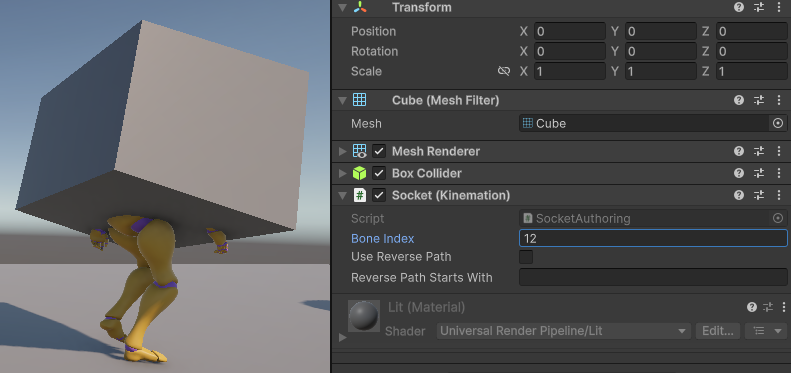 Transform
Position X 0 Y 0 Z 0
Rotation X 0 Y 0 Z 0
Scale X 1 Y 1 Z 1
Cube (Mesh Filter)
Mesh Cube
Mesh Renderer
Box Collider
# Socket (Kinemation)
Script SocketAuthoring
Bone Index 12
Use Reverse Path
Reverse Path Starts With
Lit (Material)
Shader Universal Render Pipeline/Lit Edit...